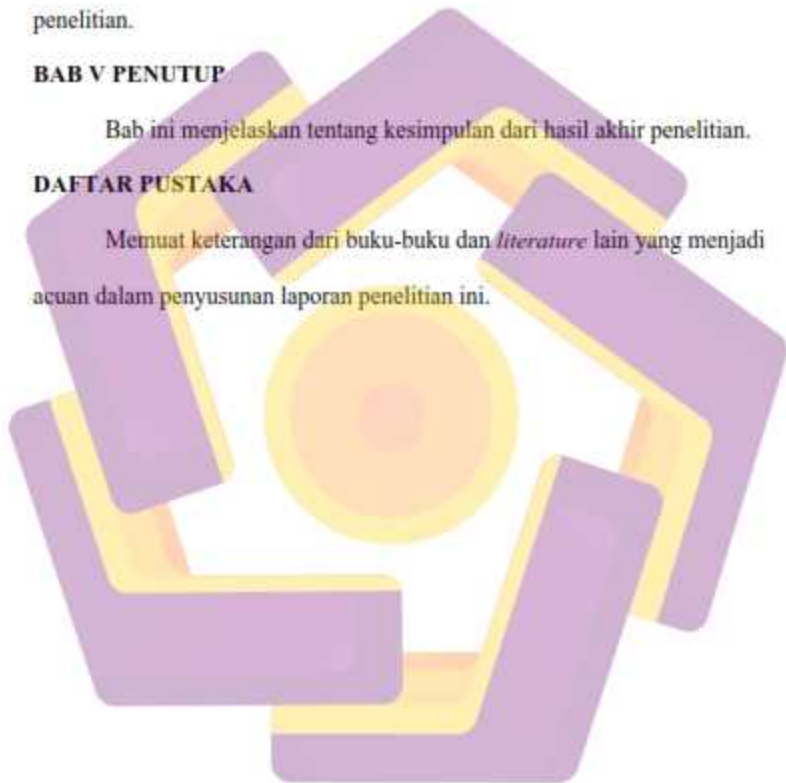 penelitian.
BAB V PENUTUP
Bab ini menjelaskan tentang kesimpulan dari hasil akhir penelitian.
DAFTAR PUSTAKA
Memuat keterangan dari buku-buku dan literature lain yang menjadi
acuan dalam penyusunan laporan penelitian ini.